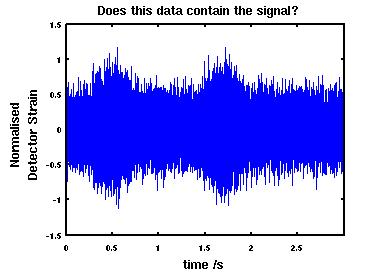 Does this data contain the signal?
1.5
1
0.5
0
-0.5
-1
-1.5
Normalised
Detector Strain
0 0.5 1 1.5 2 2.5
time /s